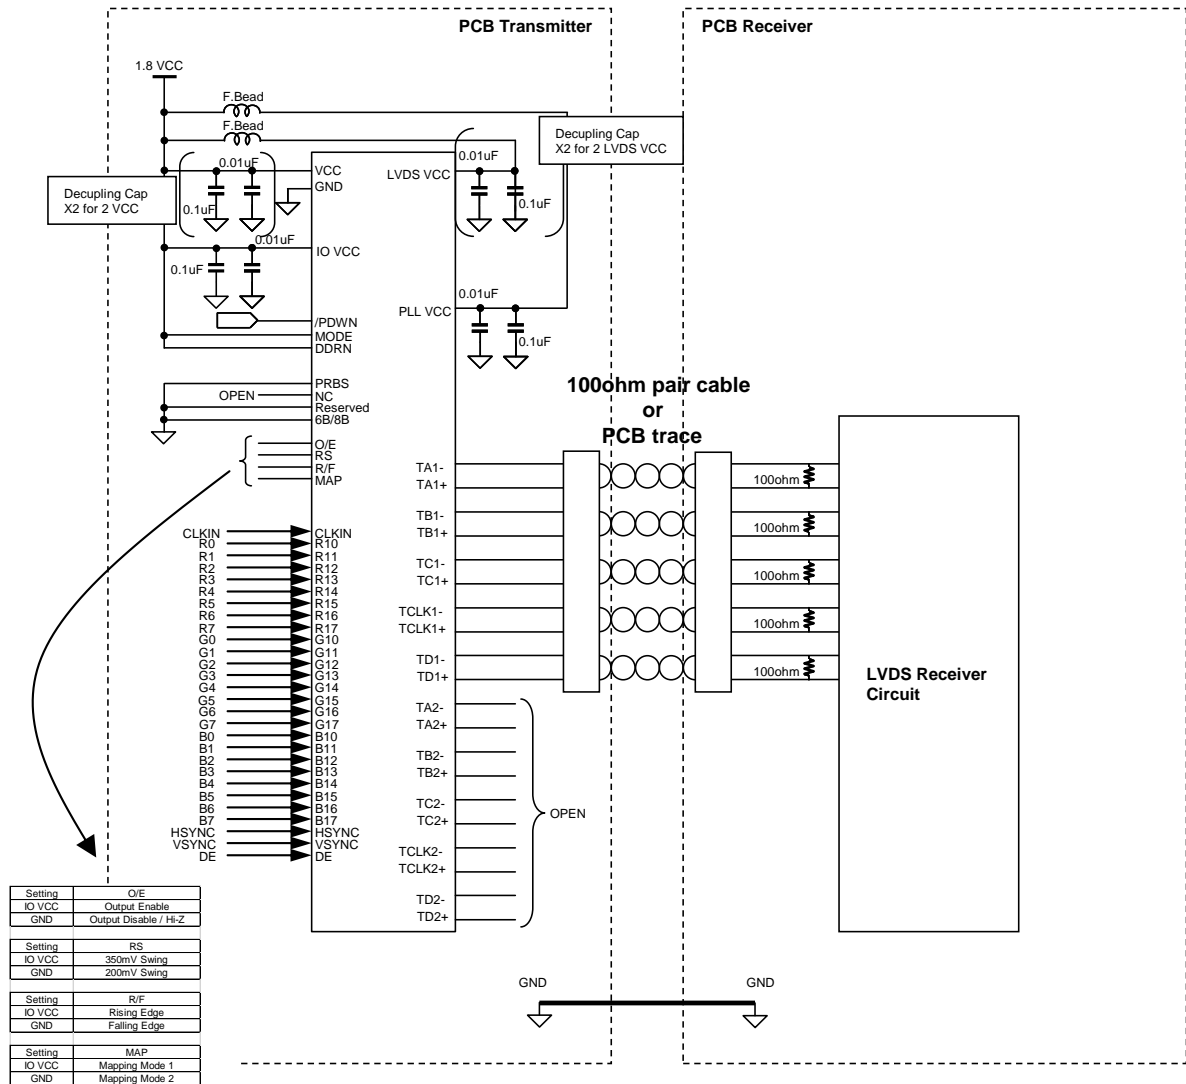 PCB Transmitter
PCB Receiver
1.8 VCC
F.Bead
F.Bead
Decupling Cap
X2 for 2 LVDS VCC
0.01uF
0.01uF
VCC
LVDS VCC
GND
Decupling Cap
X2 for 2 VCC
0.1uF
0.1uF
0.01uF
IO VCC
0.1uF
0.01uF
PLL VCC
/PDWN
MODE
DDRN
0.1uF
PRBS
OPEN
NC
Reserved
6B/8B
100ohm pair cable
or
PCB trace
O/E
RS
R/F
MAP
TA1-
TA1+
100ohm
TB1-
TB1+
100ohm
TC1-
TC1+
100ohm
TCLK1-
TCLK1+
100ohm
TD1-
TD1+
100ohm
LVDS Receiver
Circuit
CLKIN CLKIN
R0 R10
R1 R11
R2 R12
R3 R13
R4 R14
R5 R15
R6 R16
R7 R17
G0 G10
G1 G11
G2 G12
G3 G13
G4 G14
G5 G15
G6 G16
G7 G17
B0 B10
B1 B11
B2 B12
B3 B13
B4 B14
B5 B15
B6 B16
B7 B17
HSYNC HSYNC
VSYNC VSYNC
DE DE
TA2-
TA2+
TB2-
TB2+
TC2-
TC2+
TCLK2-
TCLK2+
TD2-
TD2+
OPEN
Setting O/E
IO VCC Output Enable
GND Output Disable / Hi-Z
Setting RS
IO VCC 350mV Swing
GND 200mV Swing
Setting R/F
IO VCC Rising Edge
GND Falling Edge
Setting MAP
IO VCC Mapping Mode 1
GND Mapping Mode 2
GND
GND